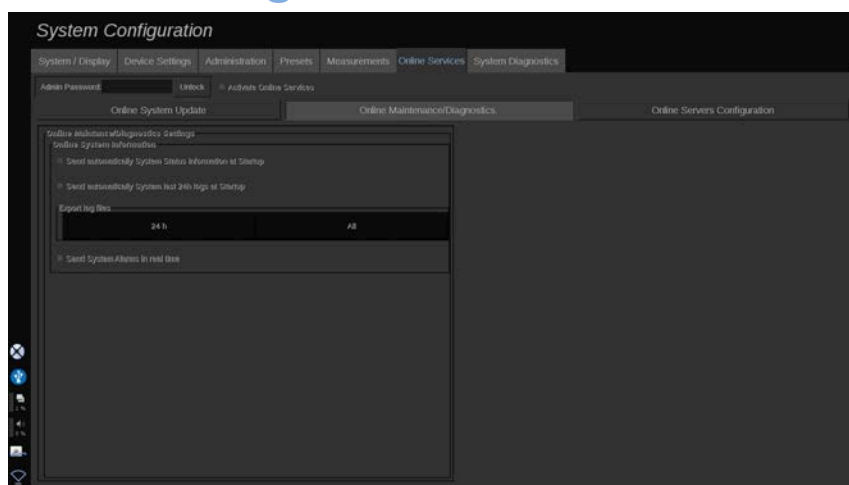 System Configuration
System / Display Device Settings Administration Presets Measurements Online Services System Diagnostics
Admin Password: Unlock Activate Online Services
Online System Update Online Maintenance/Diagnostics Online Servers Configuration
Online Settings
Online System Information
Send automatically System Status Information at Startup
Send automatically System last 24h logs at Startup
Export log files
24 h All
Send System Alarms in real time